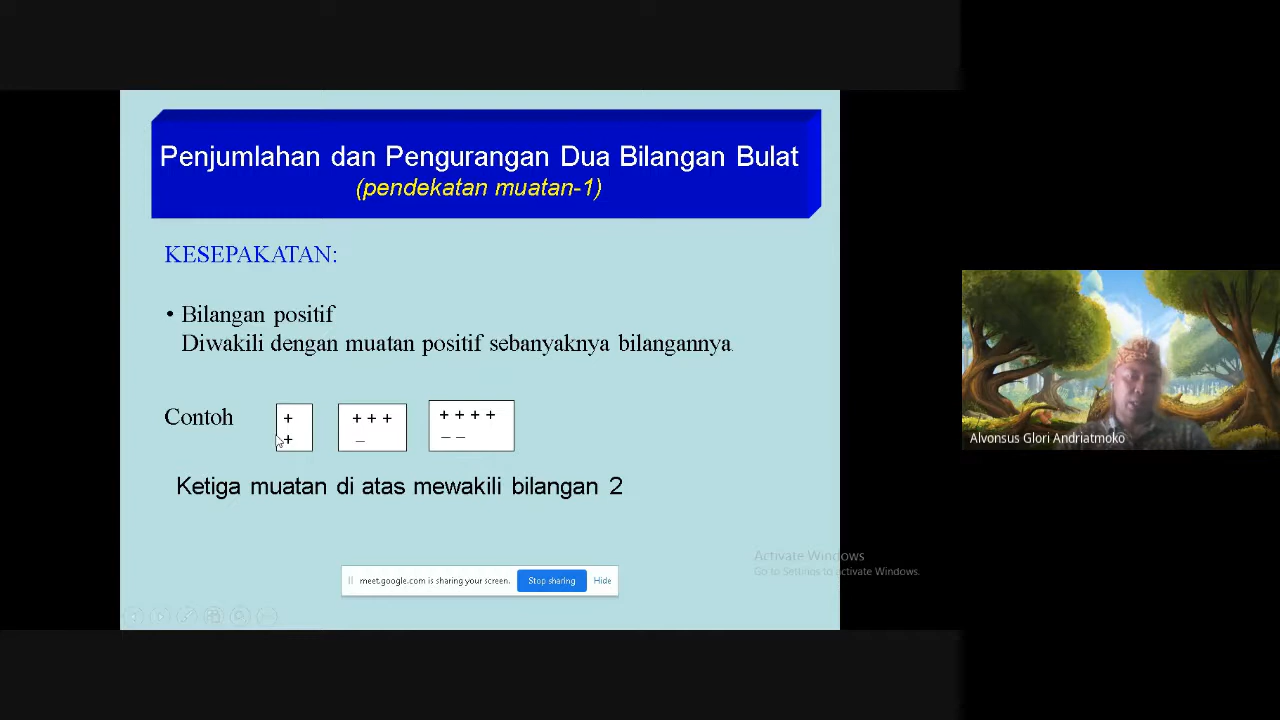 Penjumlahan dan Pengurangan Dua Bilangan Bulat
(pendekatan muatan-1)
KESEPAKATAN:
• Bilangan positif
Diwakili dengan muatan positif sebanyaknya bilangannya.
Contoh
+
+
+ + +
–
+ + + +
– –
Ketiga muatan di atas mewakili bilangan 2
meet.google.com is sharing your screen. Stop sharing Hide
Activate Windows
Go to Settings to activate Windows.
Alvonsus Glori Andriatmoko